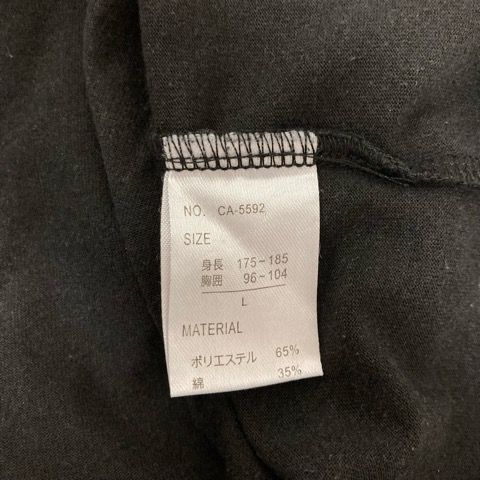 NO. CA-5592
SIZE
身長 175-185
胸囲 96-104
L
MATERIAL
ポリエステル 65%
綿 35%